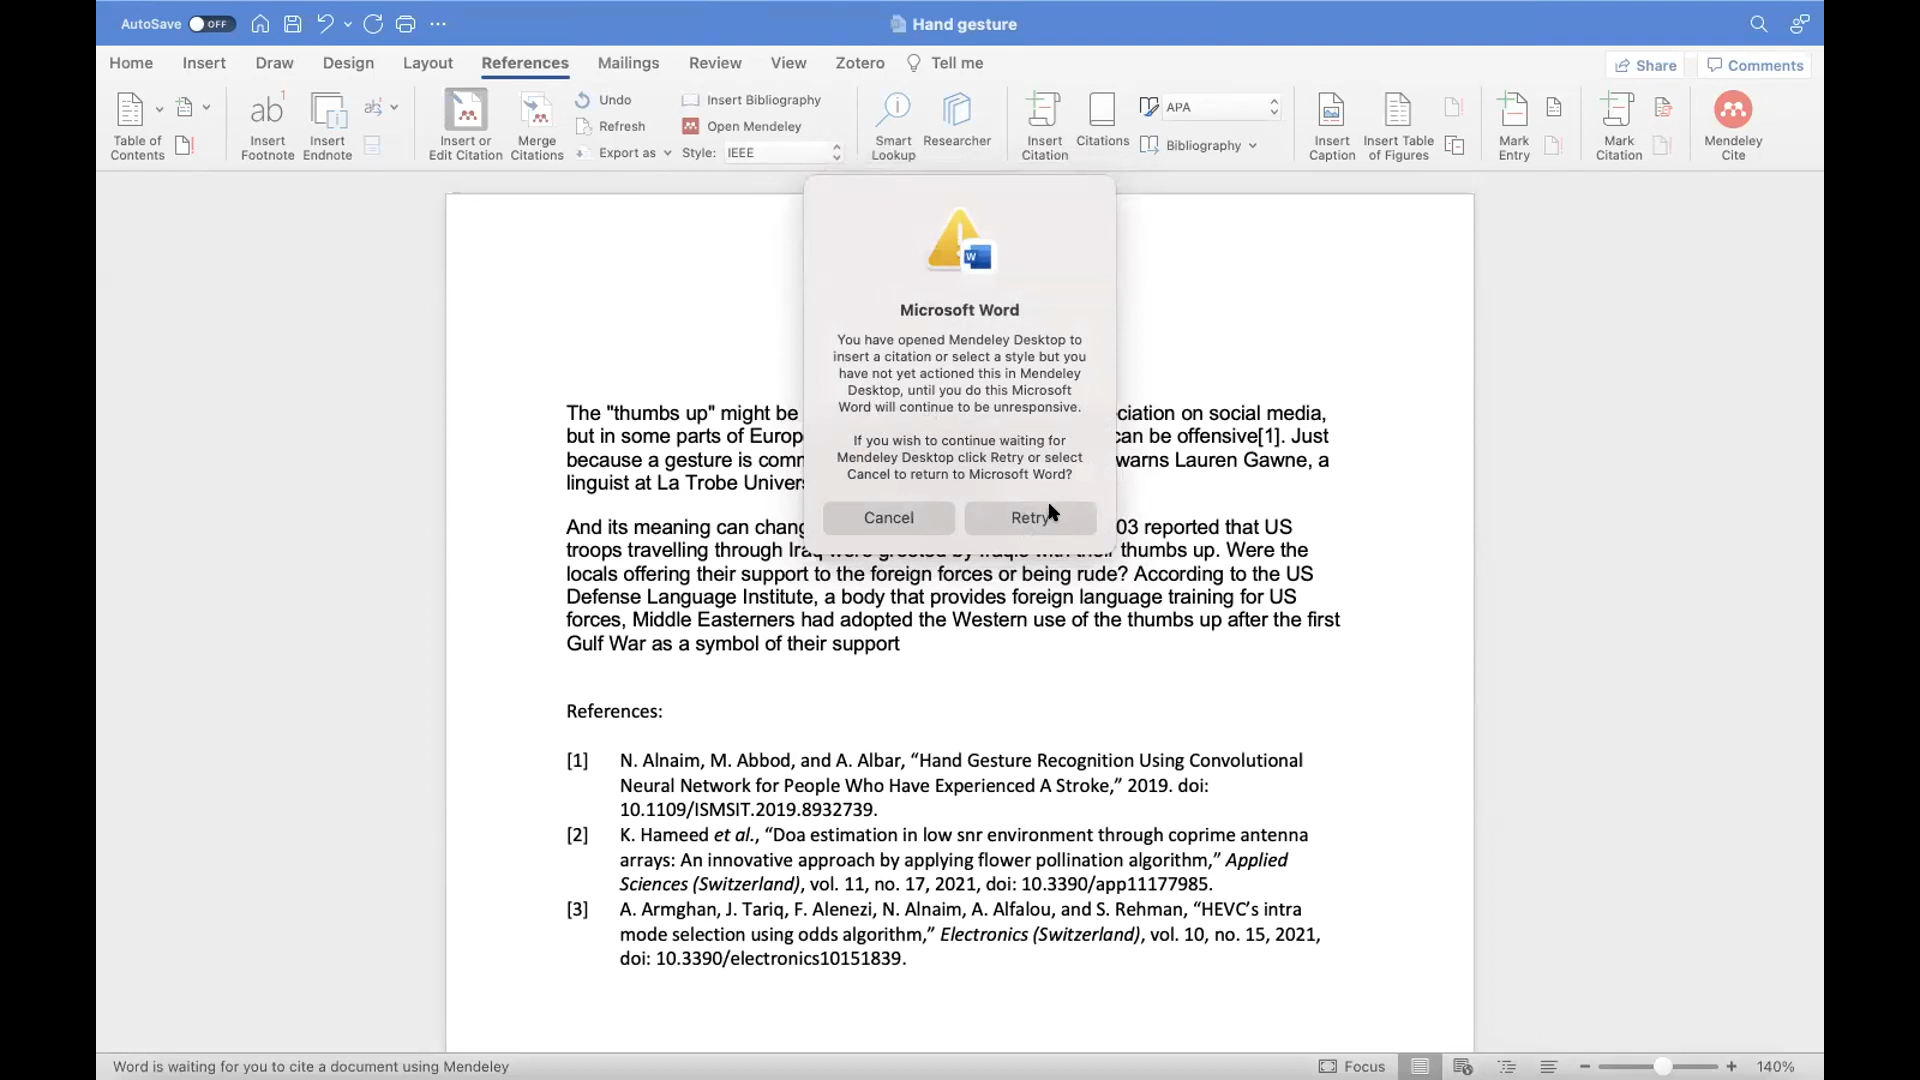 AutoSave OFF
Hand gesture
Home Insert Draw Design Layout References Mailings Review View Zotero Tell me
Share Comments
Table of
Contents
Insert
Footnote
Insert
Endnote
Insert or
Edit Citation
Merge
Citations
Undo
Refresh
Export as
Insert Bibliography
Open Mendeley
Style: IEEE
Smart
Lookup
Researcher
Insert
Citation
Citations
APA
Bibliography
Insert
Caption
Insert Table
of Figures
Mark
Entry
Mark
Citation
Mendeley
Cite
Microsoft Word
You have opened Mendeley Desktop to
insert a citation or select a style but you
have not yet actioned this in Mendeley
Desktop, until you do this Microsoft
Word will continue to be unresponsive.
If you wish to continue waiting for
Mendeley Desktop click Retry or select
Cancel to return to Microsoft Word?
Cancel Retry
The "thumbs up" might be ciation on social media,
but in some parts of Europ can be offensive[1]. Just
because a gesture is comm warns Lauren Gawne, a
linguist at La Trobe Univers
And its meaning can chang 03 reported that US
troops travelling through Iraq were greeted by Iraqis with their thumbs up. Were the
locals offering their support to the foreign forces or being rude? According to the US
Defense Language Institute, a body that provides foreign language training for US
forces, Middle Easterners had adopted the Western use of the thumbs up after the first
Gulf War as a symbol of their support
References:
[1] N. Alnaim, M. Abbod, and A. Albar, “Hand Gesture Recognition Using Convolutional
Neural Network for People Who Have Experienced A Stroke,” 2019. doi:
10.1109/ISMSIT.2019.8932739.
[2] K. Hameed et al., “Doa estimation in low snr environment through coprime antenna
arrays: An innovative approach by applying flower pollination algorithm,” Applied
Sciences (Switzerland), vol. 11, no. 17, 2021, doi: 10.3390/app11177985.
[3] A. Armghan, J. Tariq, F. Alenezi, N. Alnaim, A. Alfalou, and S. Rehman, “HEVC’s intra
mode selection using odds algorithm,” Electronics (Switzerland), vol. 10, no. 15, 2021,
doi: 10.3390/electronics10151839.
Word is waiting for you to cite a document using Mendeley
Focus
140%